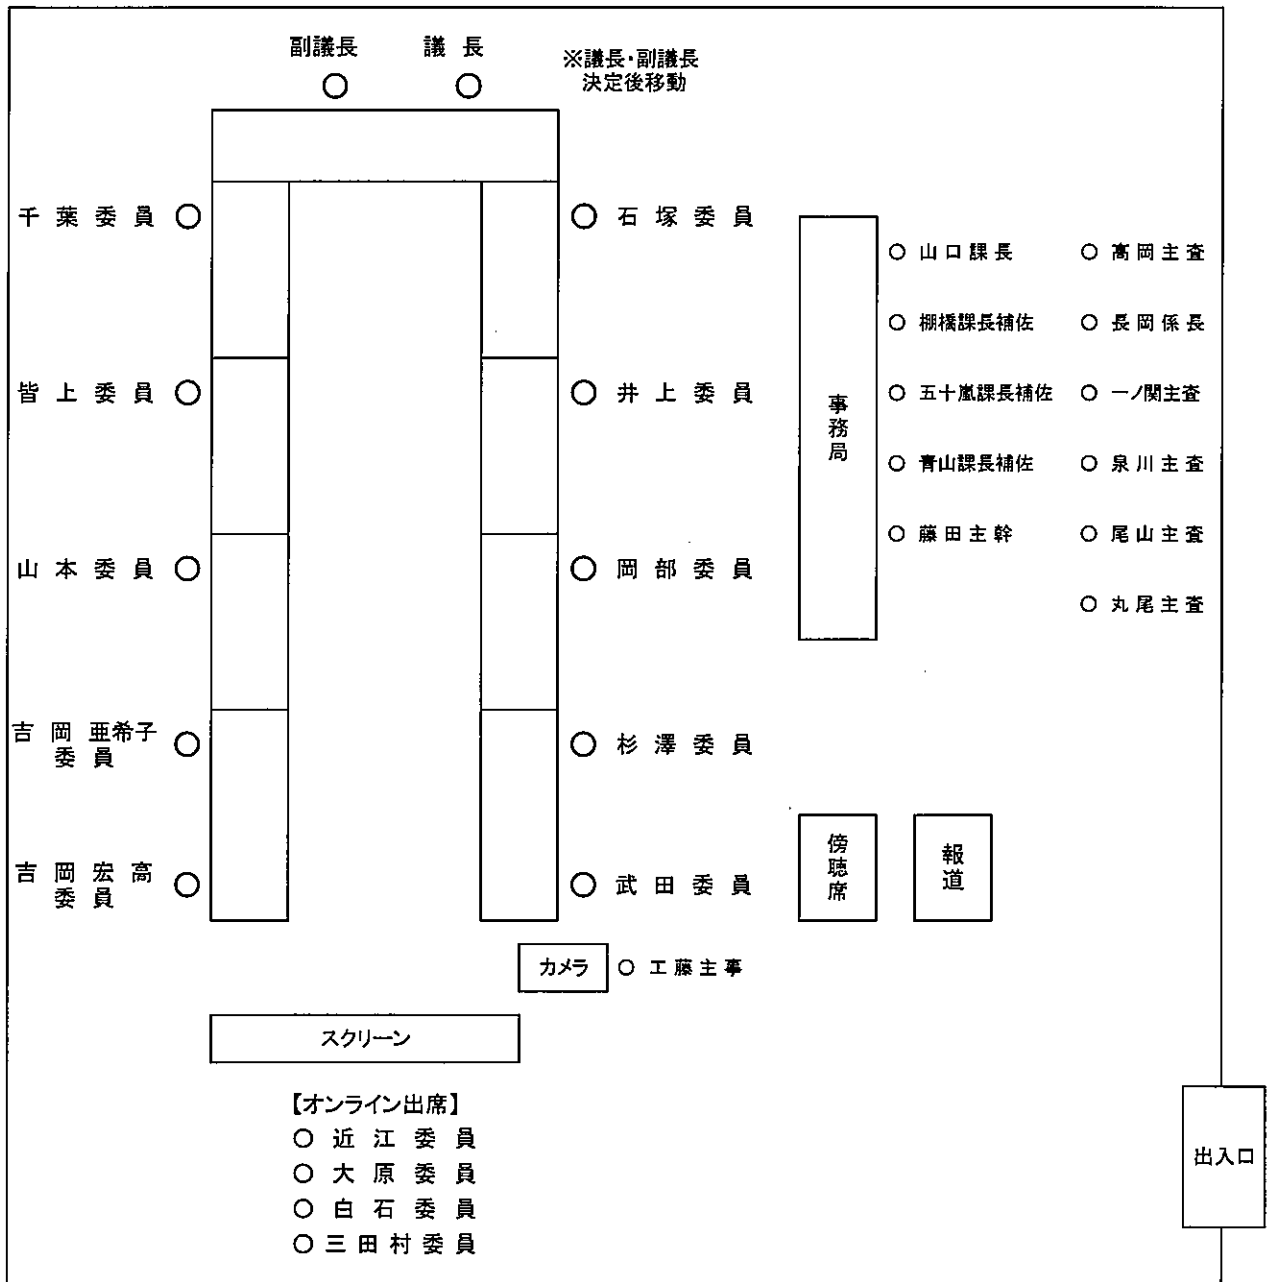 副議長
議長
※議長・副議長
決定後移動
千葉委員
皆上委員
山本委員
吉岡 亜希子
委員
吉岡宏高
委員
石塚委員
井上委員
岡部委員
杉澤委員
武田委員
事務局
○ 山口課長
○ 棚橋課長補佐
○ 五十嵐課長補佐
○ 青山課長補佐
○ 藤田主幹
○ 髙岡主査
○ 長岡係長
○ 一ノ関主査
○ 泉川主査
○ 尾山主査
○ 丸尾主査
傍聴席
報道
カメラ
○ 工藤主事
スクリーン
【オンライン出席】
○ 近江委員
○ 大原委員
○ 白石委員
○ 三田村委員
出入口